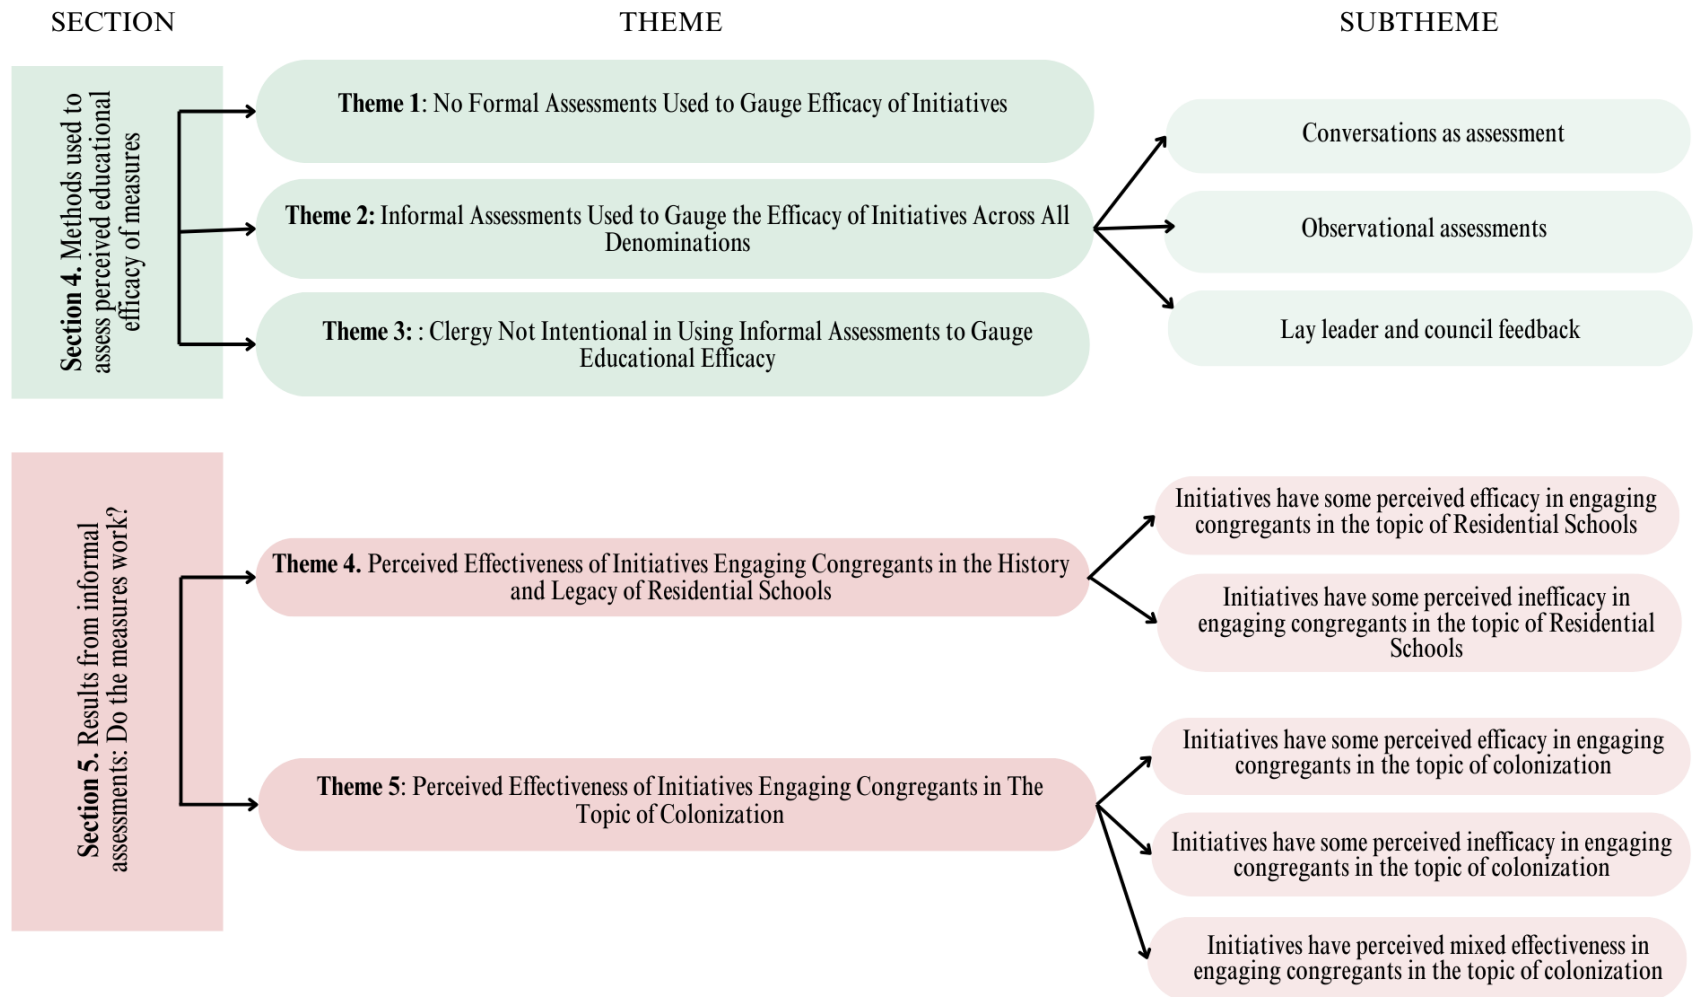 SECTION
THEME
SUBTHEME
Section 4. Methods used to
assess perceived educational
efficacy of measures
Theme 1: No Formal Assessments Used to Gauge Efficacy of Initiatives
Theme 2: Informal Assessments Used to Gauge the Efficacy of Initiatives Across All
Denominations
Theme 3: : Clergy Not Intentional in Using Informal Assessments to Gauge
Educational Efficacy
Conversations as assessment
Observational assessments
Lay leader and council feedback
Section 5. Results from informal
assessments: Do the measures work?
Theme 4. Perceived Effectiveness of Initiatives Engaging Congregants in the History
and Legacy of Residential Schools
Initiatives have some perceived efficacy in engaging
congregants in the topic of Residential Schools
Initiatives have some perceived inefficacy in
engaging congregants in the topic of Residential
Schools
Theme 5: Perceived Effectiveness of Initiatives Engaging Congregants in The
Topic of Colonization
Initiatives have some perceived efficacy in engaging
congregants in the topic of colonization
Initiatives have some perceived inefficacy in engaging
congregants in the topic of colonization
Initiatives have perceived mixed effectiveness in
engaging congregants in the topic of colonization